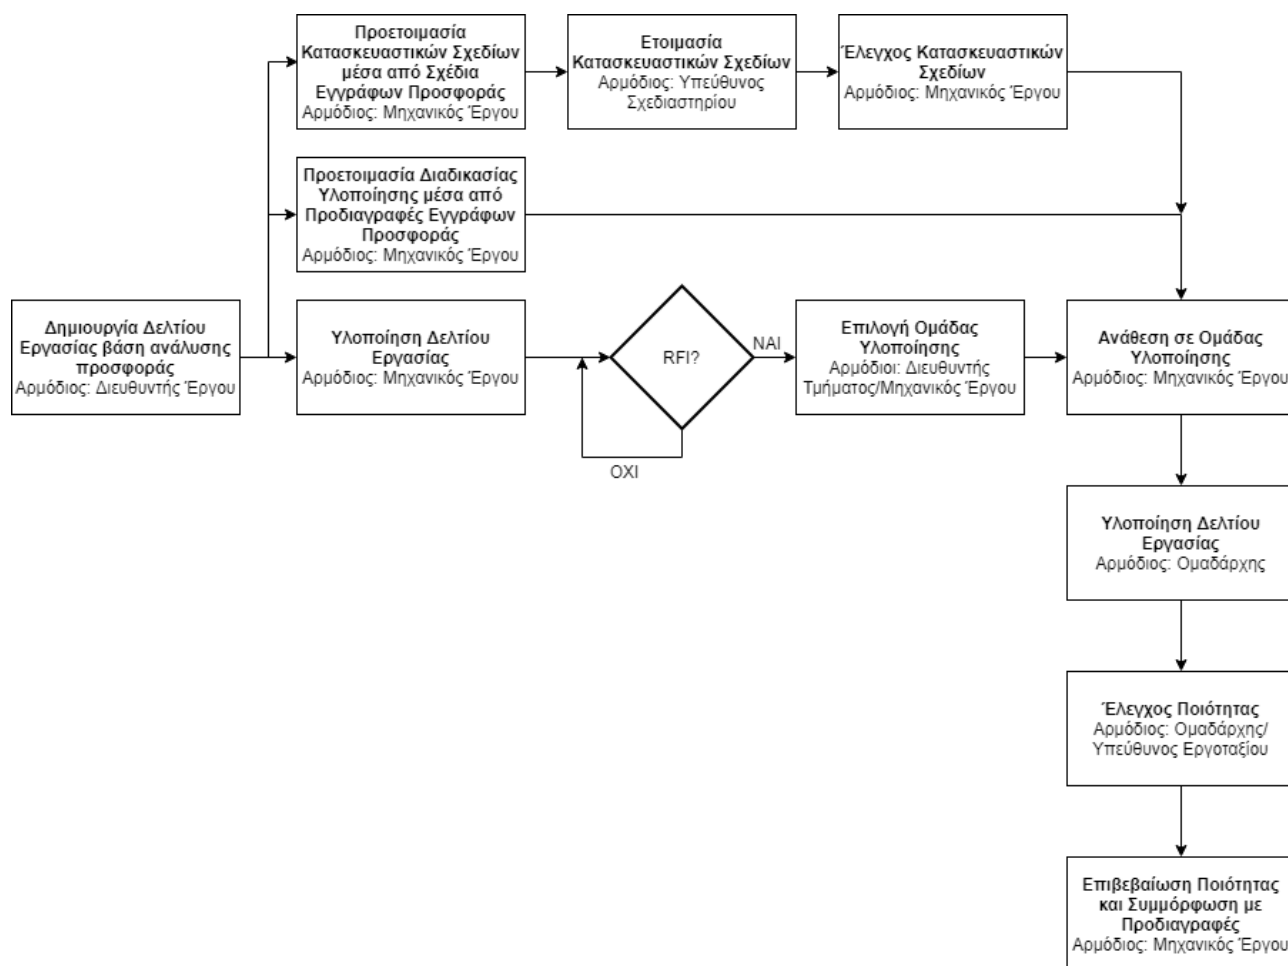 Προετοιμασία
Κατασκευαστικών Σχεδίων
μέσα από Σχέδια
Εγγράφων Προσφοράς
Αρμόδιος: Μηχανικός Έργου
Ετοιμασία
Κατασκευαστικών Σχεδίων
Αρμόδιος: Υπεύθυνος
Σχεδιαστηρίου
Έλεγχος Κατασκευαστικών
Σχεδίων
Αρμόδιος: Μηχανικός Έργου
Προετοιμασία Διαδικασίας
Υλοποίησης μέσα από
Προδιαγραφές Εγγράφων
Προσφοράς
Αρμόδιος: Μηχανικός Έργου
Δημιουργία Δελτίου
Εργασίας βάση ανάλυσης
προσφοράς
Αρμόδιος: Διευθυντής Έργου
Υλοποίηση Δελτίου
Εργασίας
Αρμόδιος: Μηχανικός Έργου
RFI?
ΝΑΙ
ΟΧΙ
Επιλογή Ομάδας
Υλοποίησης
Αρμόδιοι: Διευθυντής
Τμήματος/Μηχανικός Έργου
Ανάθεση σε Ομάδας
Υλοποίησης
Αρμόδιος: Μηχανικός Έργου
Υλοποίηση Δελτίου
Εργασίας
Αρμόδιος: Ομαδάρχης
Έλεγχος Ποιότητας
Αρμόδιος: Ομαδάρχης/
Υπεύθυνος Εργοταξίου
Επιβεβαίωση Ποιότητας
και Συμμόρφωση με
Προδιαγραφές
Αρμόδιος: Μηχανικός Έργου